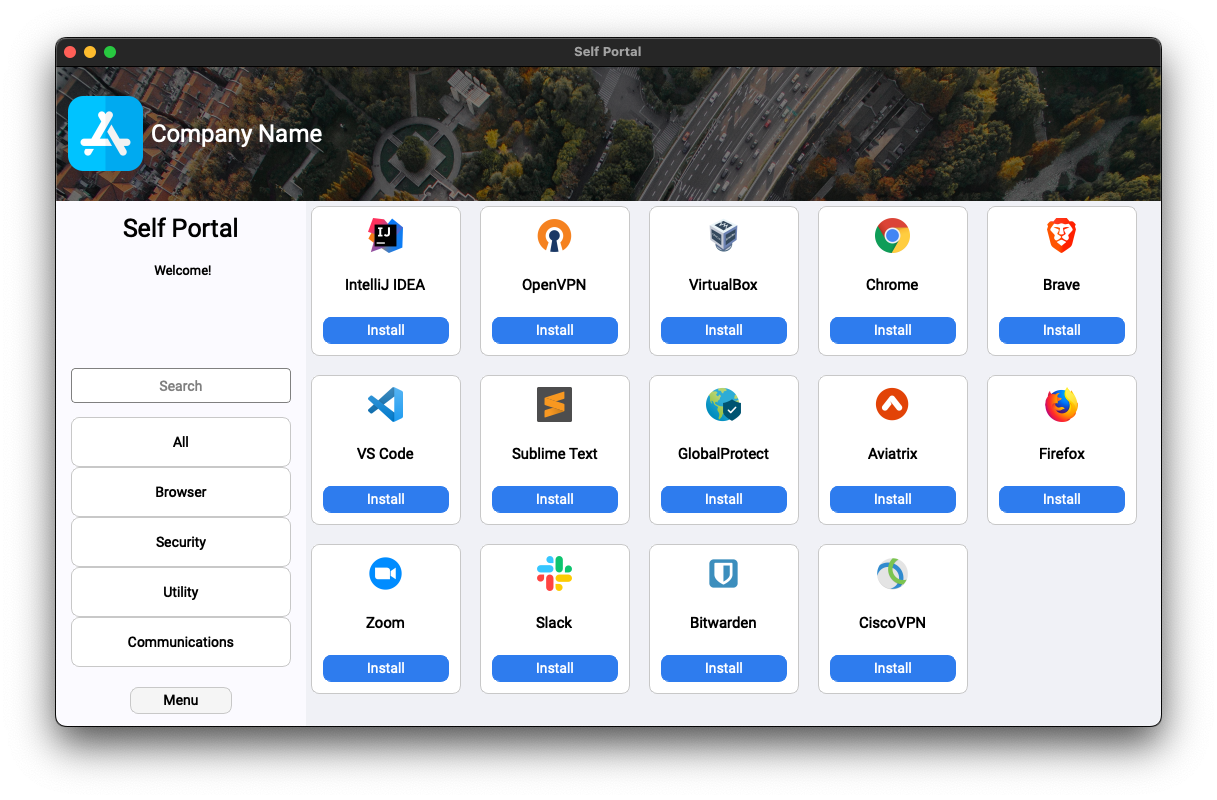 Self Portal
Company Name
Self Portal
Welcome!
Search
All
Browser
Security
Utility
Communications
Menu
IJ
IntelliJ IDEA
Install
OpenVPN
Install
VirtualBox
Install
Chrome
Install
Brave
Install
VS Code
Install
Sublime Text
Install
GlobalProtect
Install
Aviatrix
Install
Firefox
Install
Zoom
Install
Slack
Install
Bitwarden
Install
CiscoVPN
Install